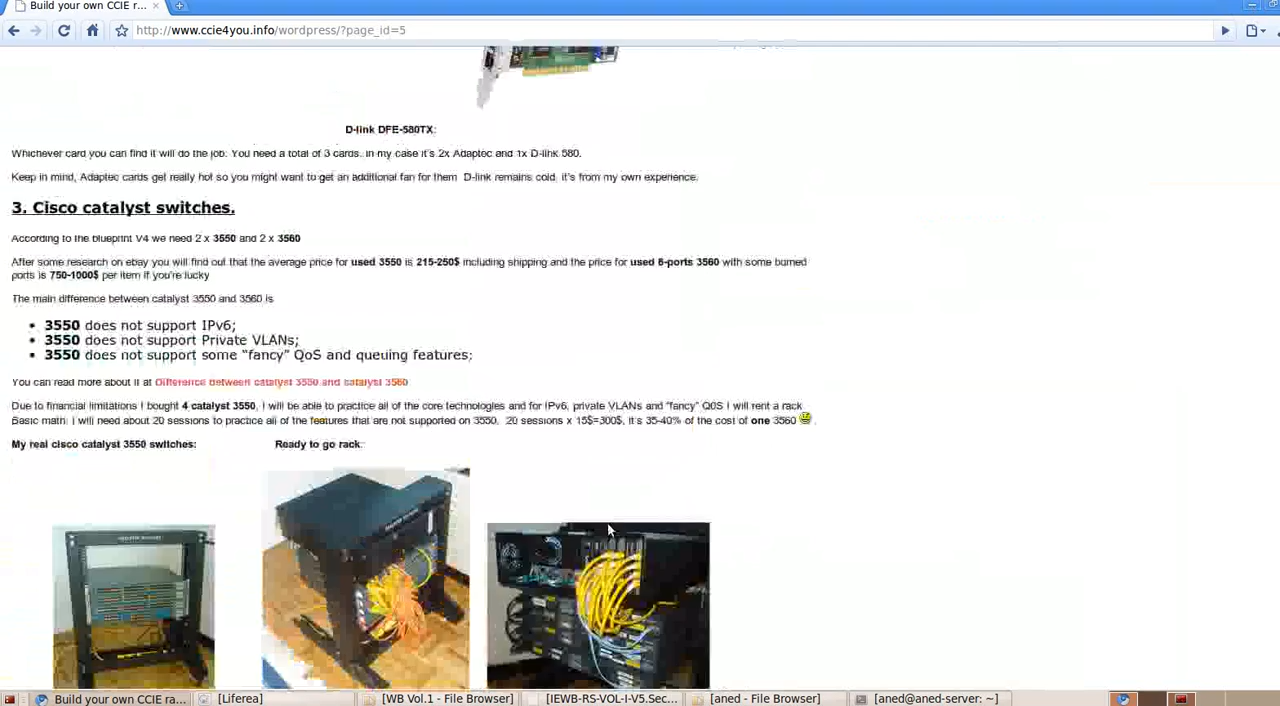 Build your own CCIE r...
http://www.ccie4you.info/wordpress/?page_id=5
D-link DFE-580TX:
Whichever card you can find it will do the job. You need a total of 3 cards. In my case it's 2x Adaptec and 1x D-link 580.
Keep in mind, Adaptec cards get really hot so you might want to get an additional fan for them D-link remains cold, it's from my own experience.
3. Cisco catalyst switches.
According to the blueprint V4 we need 2 x 3550 and 2 x 3560
After some research on ebay you will find out that the average price for used 3550 is 215-250$ including shipping and the price for used 8-ports 3560 with some burned
ports is 750-1000$ per item if you're lucky
The main difference between catalyst 3550 and 3560 is
• 3550 does not support IPv6;
• 3550 does not support Private VLANs;
• 3550 does not support some “fancy” QoS and queuing features;
You can read more about it at Difference between catalyst 3550 and catalyst 3560
Due to financial limitations I bought 4 catalyst 3550, I will be able to practice all of the core technologies and for IPv6, private VLANs and “fancy” QoS I will rent a rack
Basic math: I will need about 20 sessions to practice all of the features that are not supported on 3550. 20 sessions x 15$=300$, it's 35-40% of the cost of one 3560
My real cisco catalyst 3550 switches: Ready to go rack:
Build your own CCIE ra... [Liferea] [WB Vol.1 - File Browser] [IEWB-RS-VOL-I-V5.Sec... [aned - File Browser] [aned@aned-server: ~]